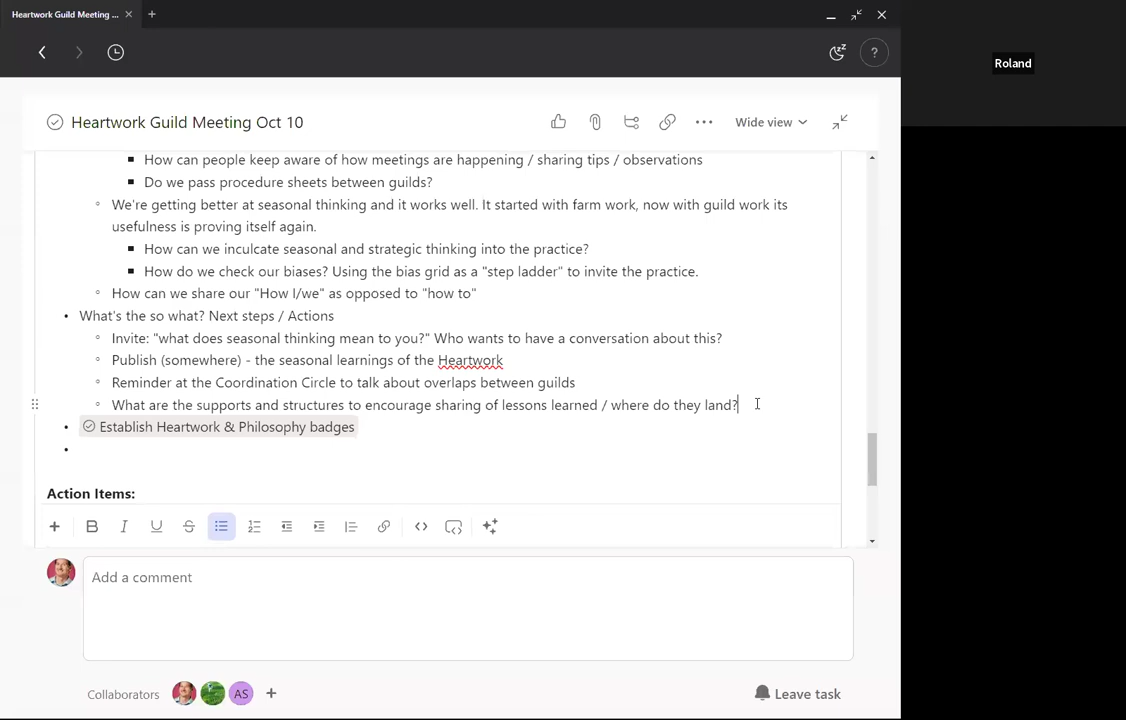 Heartwork Guild Meeting ...
Roland
Heartwork Guild Meeting Oct 10
Wide view
How can people keep aware of how meetings are happening / sharing tips / observations
Do we pass procedure sheets between guilds?
We're getting better at seasonal thinking and it works well. It started with farm work, now with guild work its
usefulness is proving itself again.
How can we inculcate seasonal and strategic thinking into the practice?
How do we check our biases? Using the bias grid as a "step ladder" to invite the practice.
How can we share our "How I/we" as opposed to "how to"
What's the so what? Next steps / Actions
Invite: "what does seasonal thinking mean to you?" Who wants to have a conversation about this?
Publish (somewhere) - the seasonal learnings of the Heartwork
Reminder at the Coordination Circle to talk about overlaps between guilds
What are the supports and structures to encourage sharing of lessons learned / where do they land?
Establish Heartwork & Philosophy badges
Action Items:
Add a comment
Collaborators
AS
Leave task